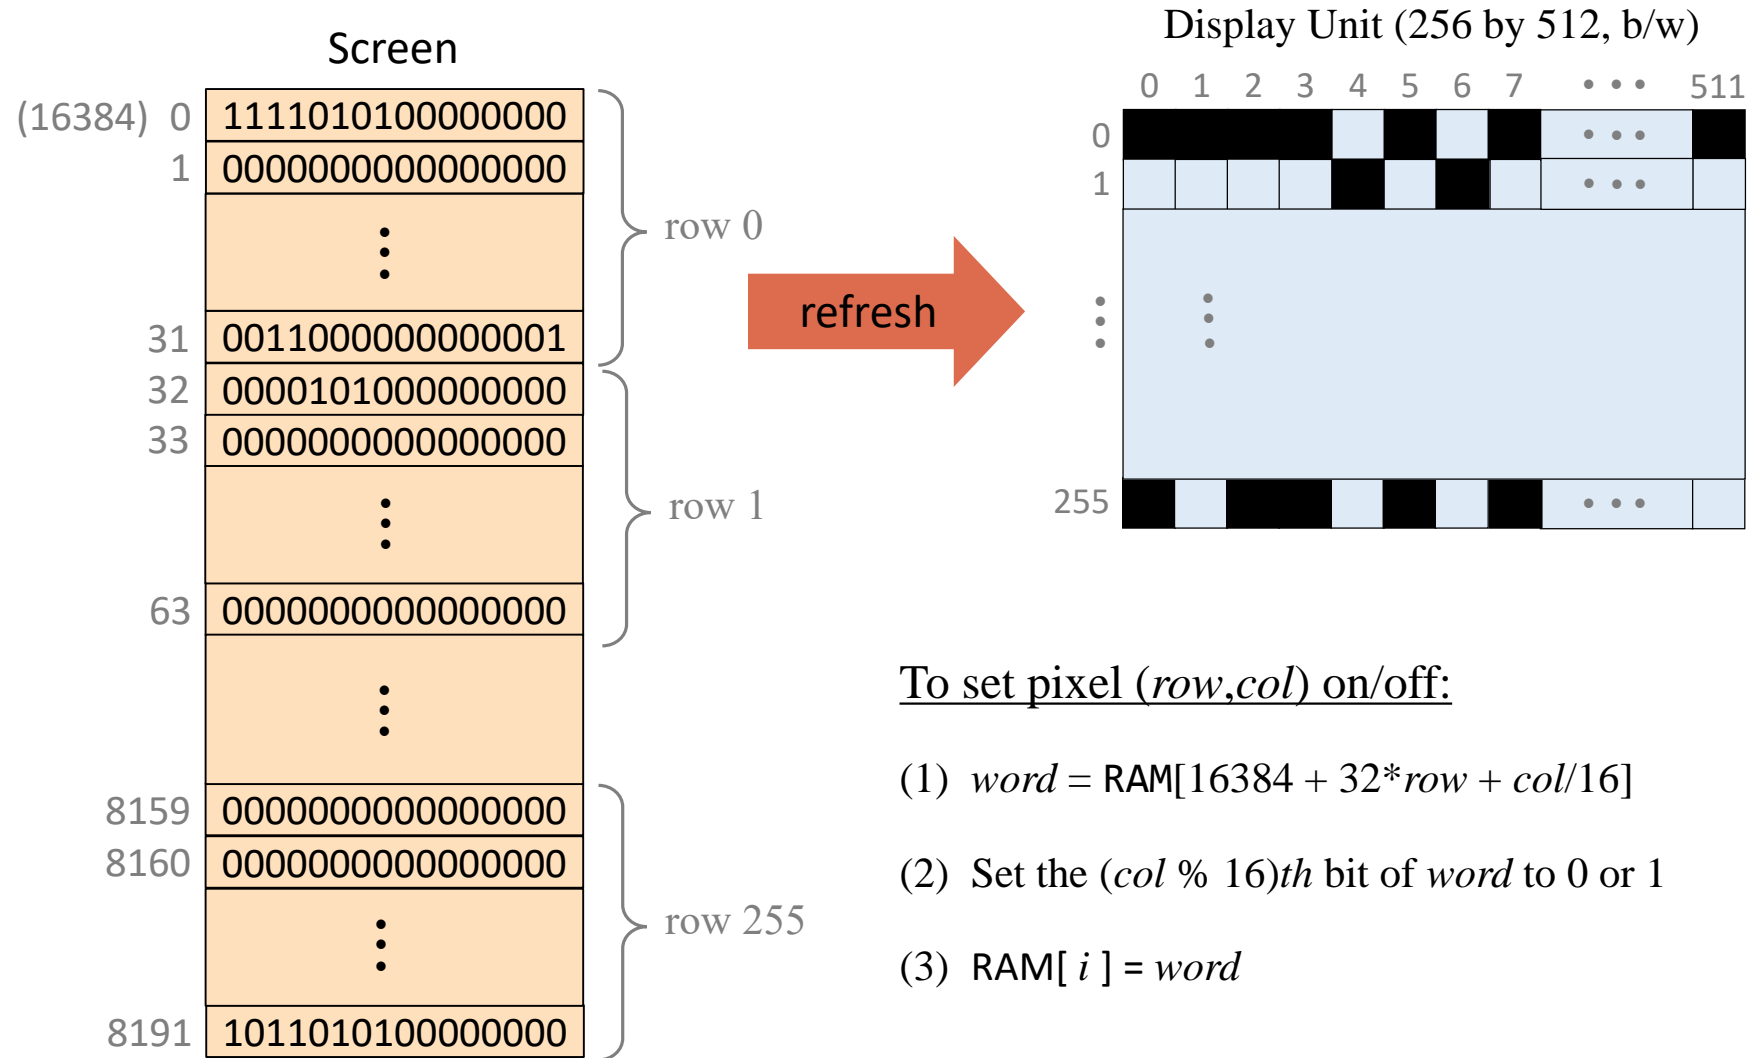 Screen
(16384) 0 1111010100000000
1 0000000000000000
row 0
31 0011000000000001
32 0000101000000000
33 0000000000000000
row 1
63 0000000000000000
8159 0000000000000000
8160 0000000000000000
row 255
8191 1011010100000000
refresh
Display Unit (256 by 512, b/w)
0 1 2 3 4 5 6 7 • • • 511
0 • • •
1 • • •
255 • • •
To set pixel (row,col) on/off:
(1) word = RAM[16384 + 32*row + col/16]
(2) Set the (col % 16)th bit of word to 0 or 1
(3) RAM[ i ] = word